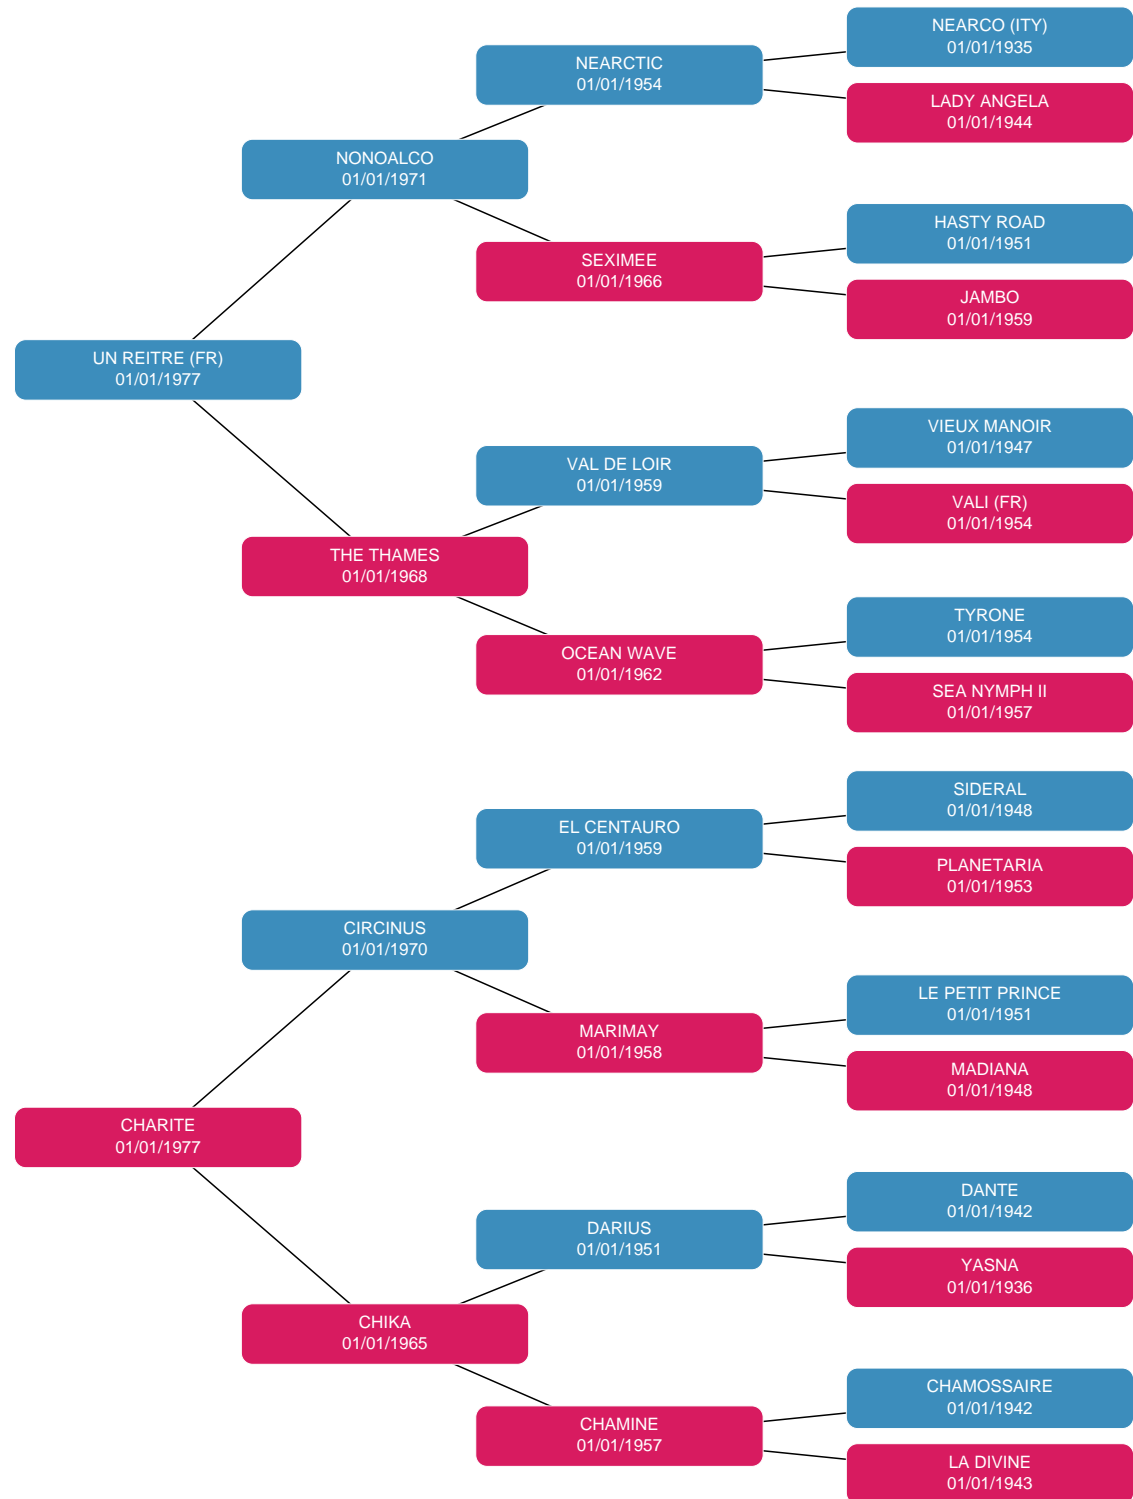 NEARCO (ITY)
01/01/1935
NEARCTIC
01/01/1954
LADY ANGELA
01/01/1944
NONOALCO
01/01/1971
HASTY ROAD
01/01/1951
SEXIMEE
01/01/1966
JAMBO
01/01/1959
UN REITRE (FR)
01/01/1977
VIEUX MANOIR
01/01/1947
VAL DE LOIR
01/01/1959
VALI (FR)
01/01/1954
THE THAMES
01/01/1968
TYRONE
01/01/1954
OCEAN WAVE
01/01/1962
SEA NYMPH II
01/01/1957
SIDERAL
01/01/1948
EL CENTAURO
01/01/1959
PLANETARIA
01/01/1953
CIRCINUS
01/01/1970
LE PETIT PRINCE
01/01/1951
MARIMAY
01/01/1958
MADIANA
01/01/1948
CHARITE
01/01/1977
DANTE
01/01/1942
DARIUS
01/01/1951
YASNA
01/01/1936
CHIKA
01/01/1965
CHAMOSSAIRE
01/01/1942
CHAMINE
01/01/1957
LA DIVINE
01/01/1943